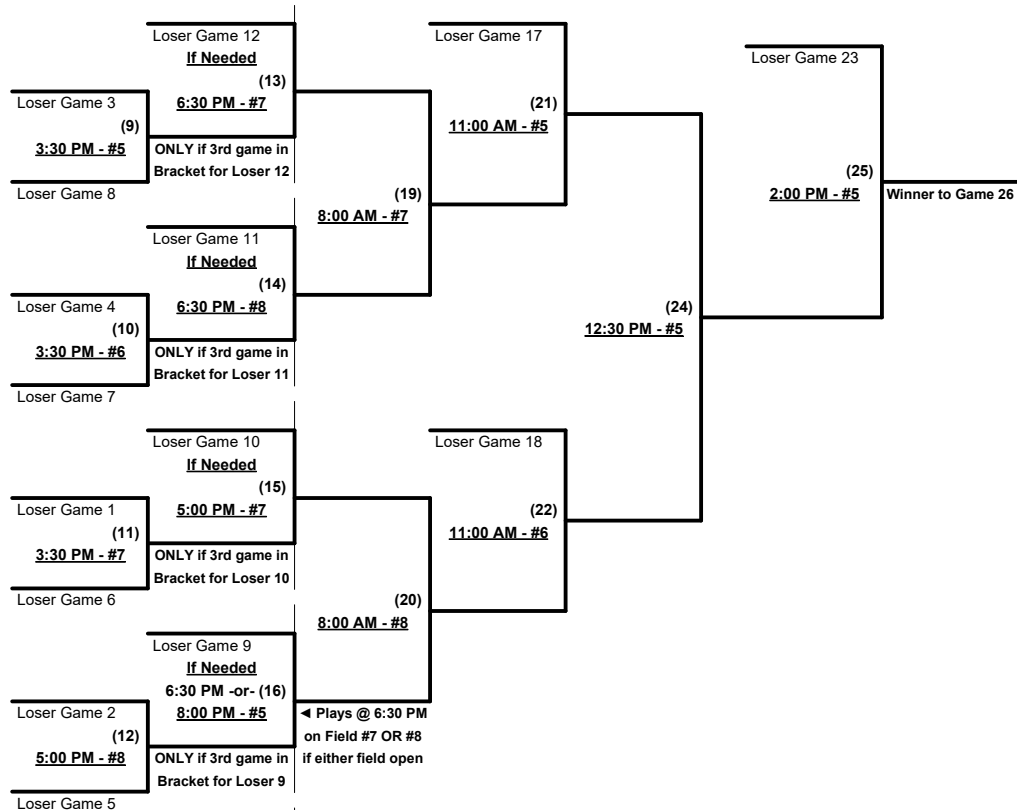 Loser Game 12
If Needed
(13)
6:30 PM - #7
Loser Game 3
(9)
3:30 PM - #5
ONLY if 3rd game in
Bracket for Loser 12
Loser Game 8
Loser Game 11
If Needed
(14)
6:30 PM - #8
Loser Game 4
(10)
3:30 PM - #6
ONLY if 3rd game in
Bracket for Loser 11
Loser Game 7
Loser Game 10
If Needed
(15)
5:00 PM - #7
Loser Game 1
(11)
3:30 PM - #7
ONLY if 3rd game in
Bracket for Loser 10
Loser Game 6
Loser Game 9
If Needed
6:30 PM -or- (16)
8:00 PM - #5
Loser Game 2
(12)
5:00 PM - #8
ONLY if 3rd game in
Bracket for Loser 9
Loser Game 5
◄ Plays @ 6:30 PM
on Field #7 OR #8
if either field open
(19)
8:00 AM - #7
(20)
8:00 AM - #8
Loser Game 17
(21)
11:00 AM - #5
Loser Game 18
(22)
11:00 AM - #6
(24)
12:30 PM - #5
Loser Game 23
(25)
2:00 PM - #5
Winner to Game 26